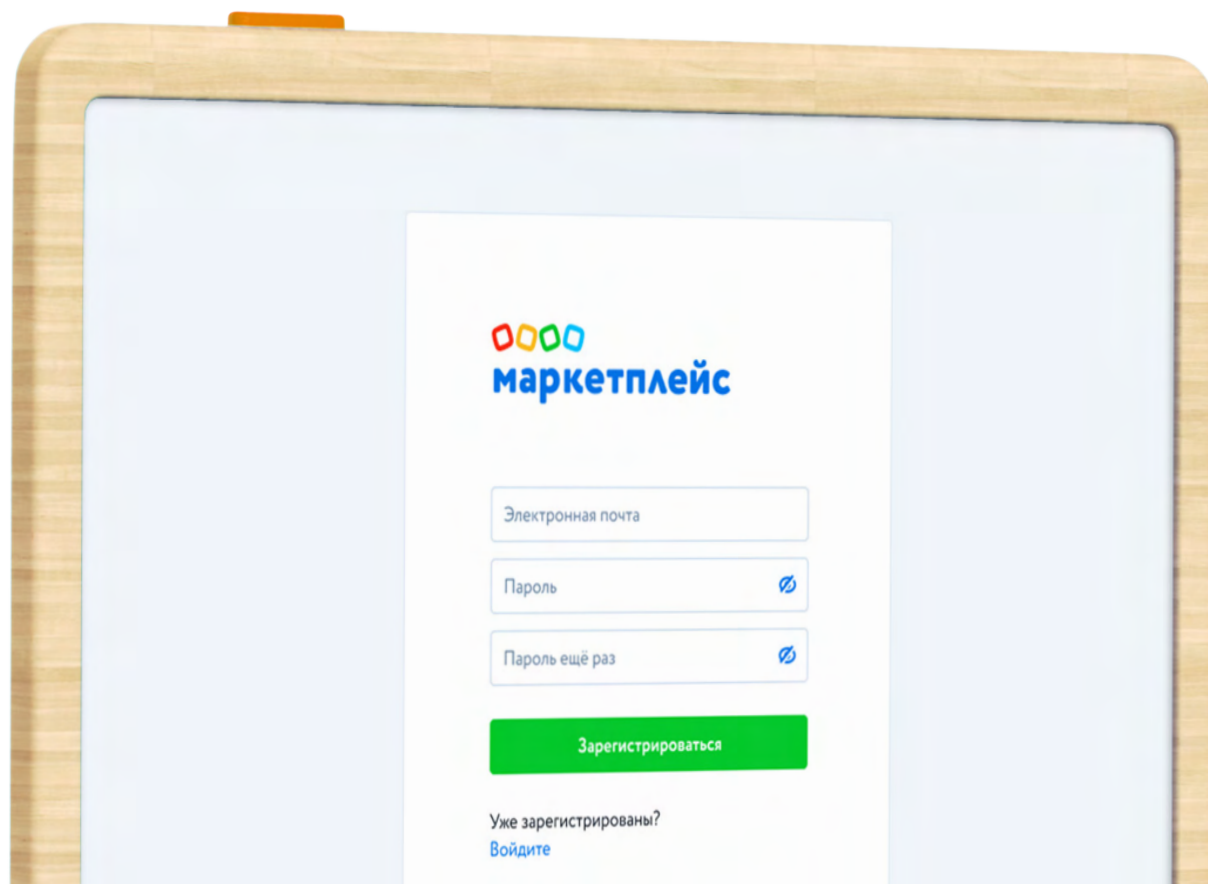 маркетплейс
Электронная почта
Пароль
Пароль ещё раз
Зарегистрироваться
Уже зарегистрированы?
Войдите